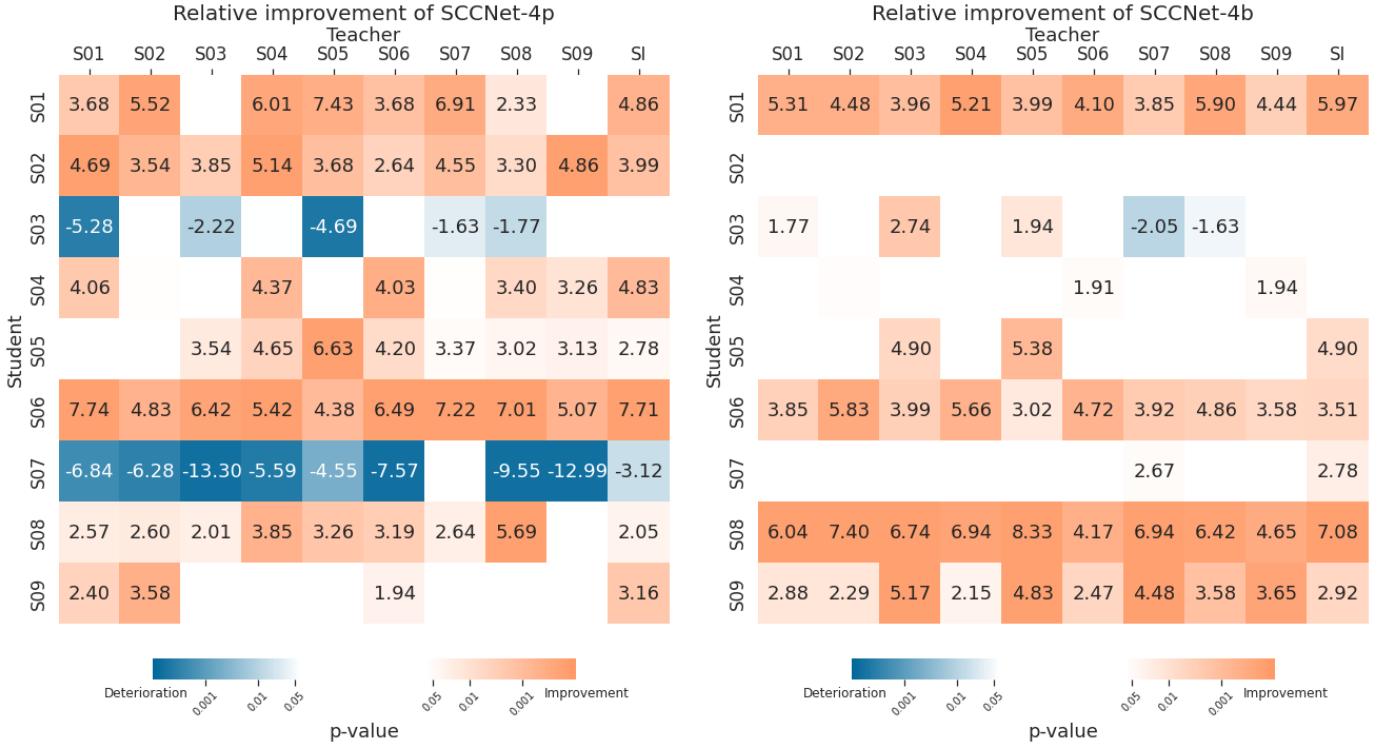 Relative improvement of SCCNet-4p
Teacher
S01 S02 S03 S04 S05 S06 S07 S08 S09 SI
Student
S01 3.68 5.52 6.01 7.43 3.68 6.91 2.33 4.86
S02 4.69 3.54 3.85 5.14 3.68 2.64 4.55 3.30 4.86 3.99
S03 -5.28 -2.22 -4.69 -1.63 -1.77
S04 4.06 4.37 4.03 3.40 3.26 4.83
S05 3.54 4.65 6.63 4.20 3.37 3.02 3.13 2.78
S06 7.74 4.83 6.42 5.42 4.38 6.49 7.22 7.01 5.07 7.71
S07 -6.84 -6.28 -13.30 -5.59 -4.55 -7.57 -9.55 -12.99 -3.12
S08 2.57 2.60 2.01 3.85 3.26 3.19 2.64 5.69 2.05
S09 2.40 3.58 1.94 3.16
Deterioration 0.001 0.01 0.05 0.05 0.01 0.001 Improvement
p-value
Relative improvement of SCCNet-4b
Teacher
S01 S02 S03 S04 S05 S06 S07 S08 S09 SI
Student
S01 5.31 4.48 3.96 5.21 3.99 4.10 3.85 5.90 4.44 5.97
S02
S03 1.77 2.74 1.94 -2.05 -1.63
S04 1.91 1.94
S05 4.90 5.38 4.90
S06 3.85 5.83 3.99 5.66 3.02 4.72 3.92 4.86 3.58 3.51
S07 2.67 2.78
S08 6.04 7.40 6.74 6.94 8.33 4.17 6.94 6.42 4.65 7.08
S09 2.88 2.29 5.17 2.15 4.83 2.47 4.48 3.58 3.65 2.92
Deterioration 0.001 0.01 0.05 0.05 0.01 0.001 Improvement
p-value